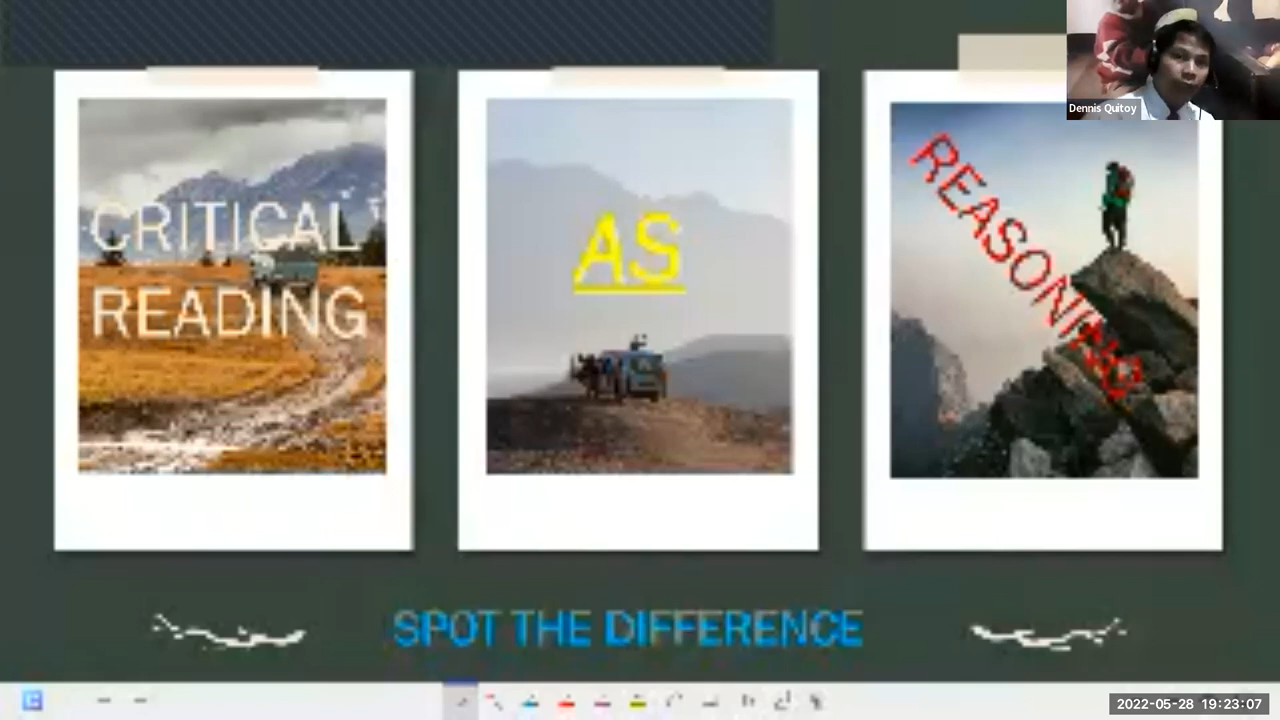 CRITICAL
READING
AS
REASONING
SPOT THE DIFFERENCE
Dennis Quitoy
2022-05-28 19:23:07